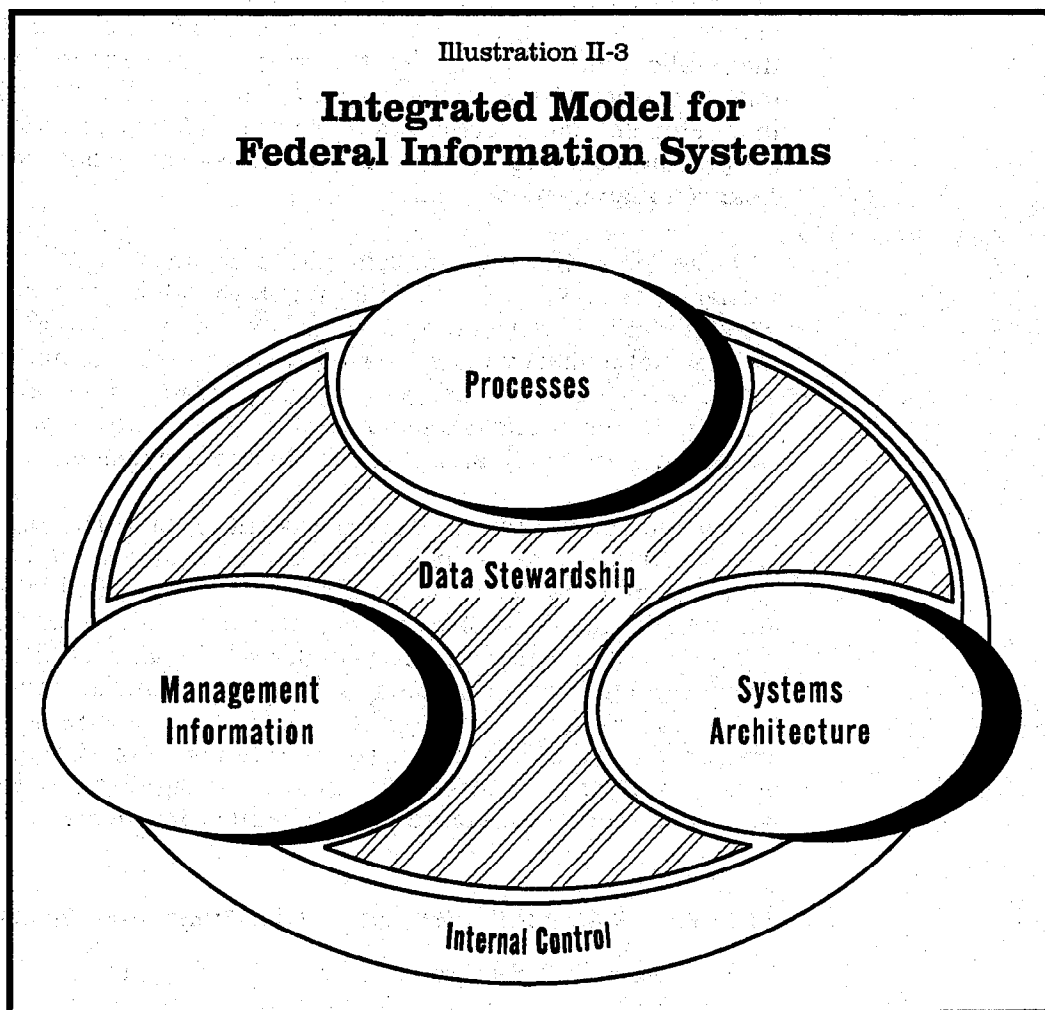 Illustration II-3
Integrated Model for
Federal Information Systems
Processes
Data Stewardship
Management
Information
Systems
Architecture
Internal Control